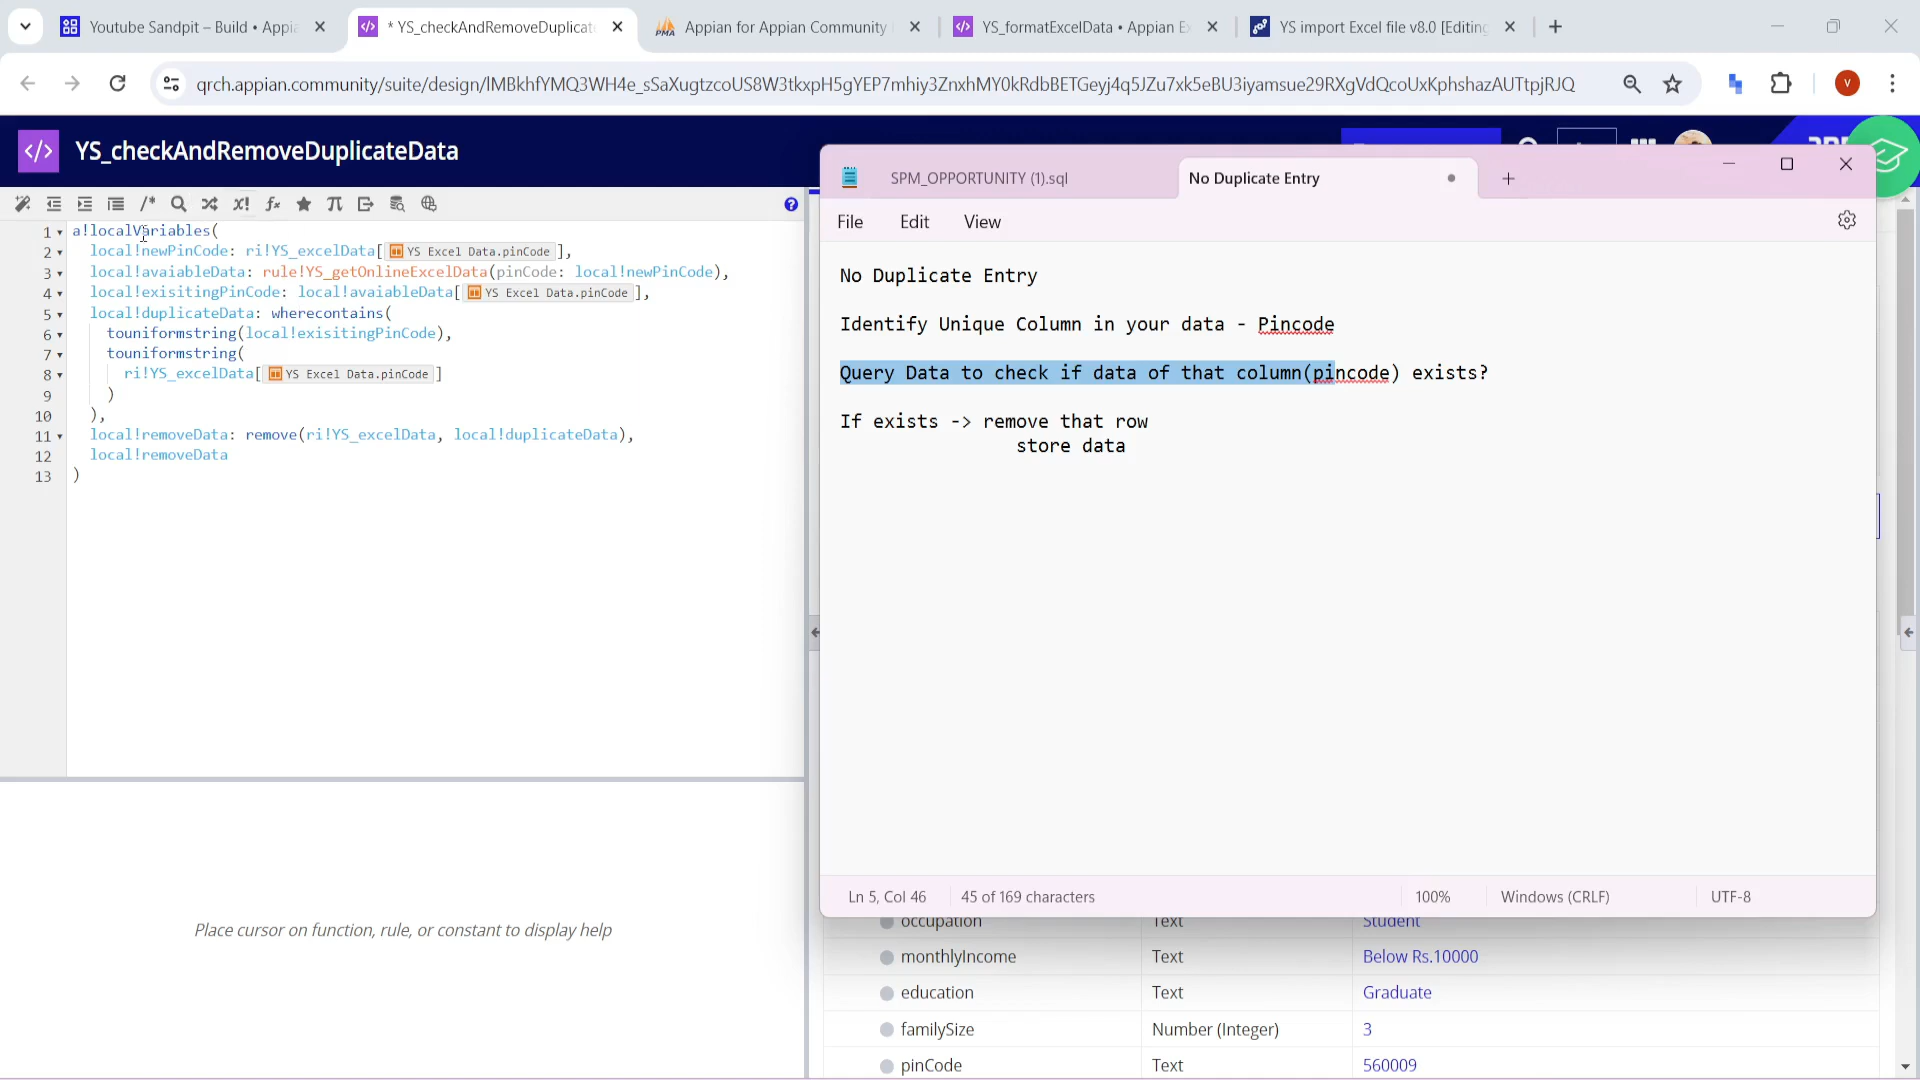 Youtube Sandpit – Build • Appia
* YS_checkAndRemoveDuplicate
Appian for Appian Community
YS_formatExcelData • Appian Ex
YS import Excel file v8.0 [Editing
qrch.appian.community/suite/design/lMBkhfYMQ3WH4e_sSaXugtzcoUS8W3tkxpH5gYEP7mhiy3ZnxhMY0kRdbBETGeyj4q5JZu7xk5eBU3iyamsue29RXgVdQcoUxKphshazAUTtpjRJQ
V
YS_checkAndRemoveDuplicateData
1 a!localVariables(
2 local!newPinCode: ri!YS_excelData[ YS Excel Data.pinCode ],
3 local!avaiableData: rule!YS_getOnlineExcelData(pinCode: local!newPinCode),
4 local!exisitingPinCode: local!avaiableData[ YS Excel Data.pinCode ],
5 local!duplicateData: wherecontains(
6 touniformstring(local!exisitingPinCode),
7 touniformstring(
8 ri!YS_excelData[ YS Excel Data.pinCode ]
9 )
10 ),
11 local!removeData: remove(ri!YS_excelData, local!duplicateData),
12 local!removeData
13 )
Place cursor on function, rule, or constant to display help
SPM_OPPORTUNITY (1).sql
No Duplicate Entry
File Edit View
No Duplicate Entry
Identify Unique Column in your data - Pincode
Query Data to check if data of that column(pincode) exists?
If exists -> remove that row
store data
Ln 5, Col 46 45 of 169 characters 100% Windows (CRLF) UTF-8
occupation Text Student
monthlyIncome Text Below Rs.10000
education Text Graduate
familySize Number (Integer) 3
pinCode Text 560009